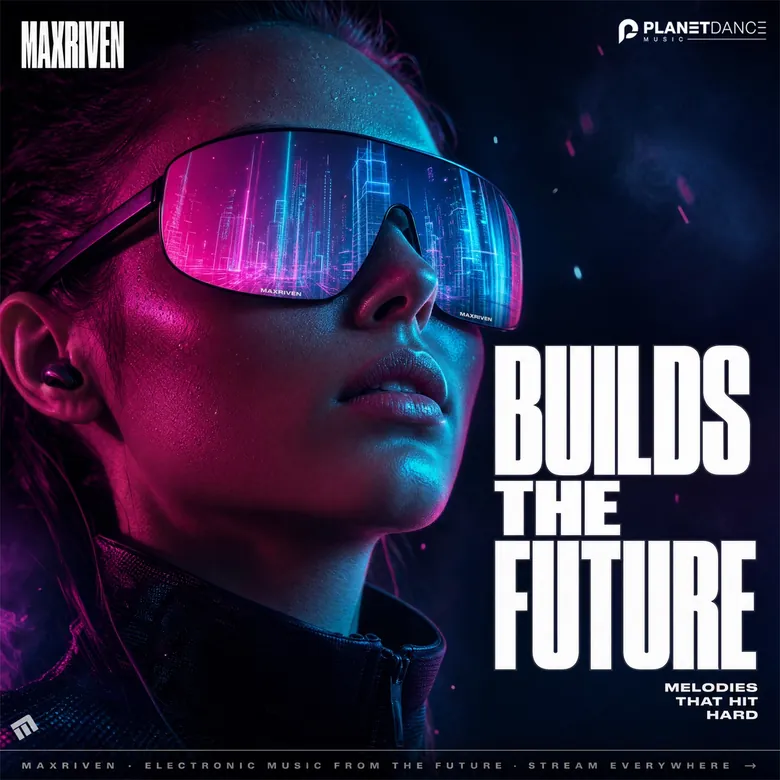 MAXRIVEN
PLANETDANCE
MUSIC
MAXRIVEN
MAXRIVEN
BUILDS
THE
FUTURE
MELODIES
THAT HIT
HARD
MAXRIVEN · ELECTRONIC MUSIC FROM THE FUTURE · STREAM EVERYWHERE →